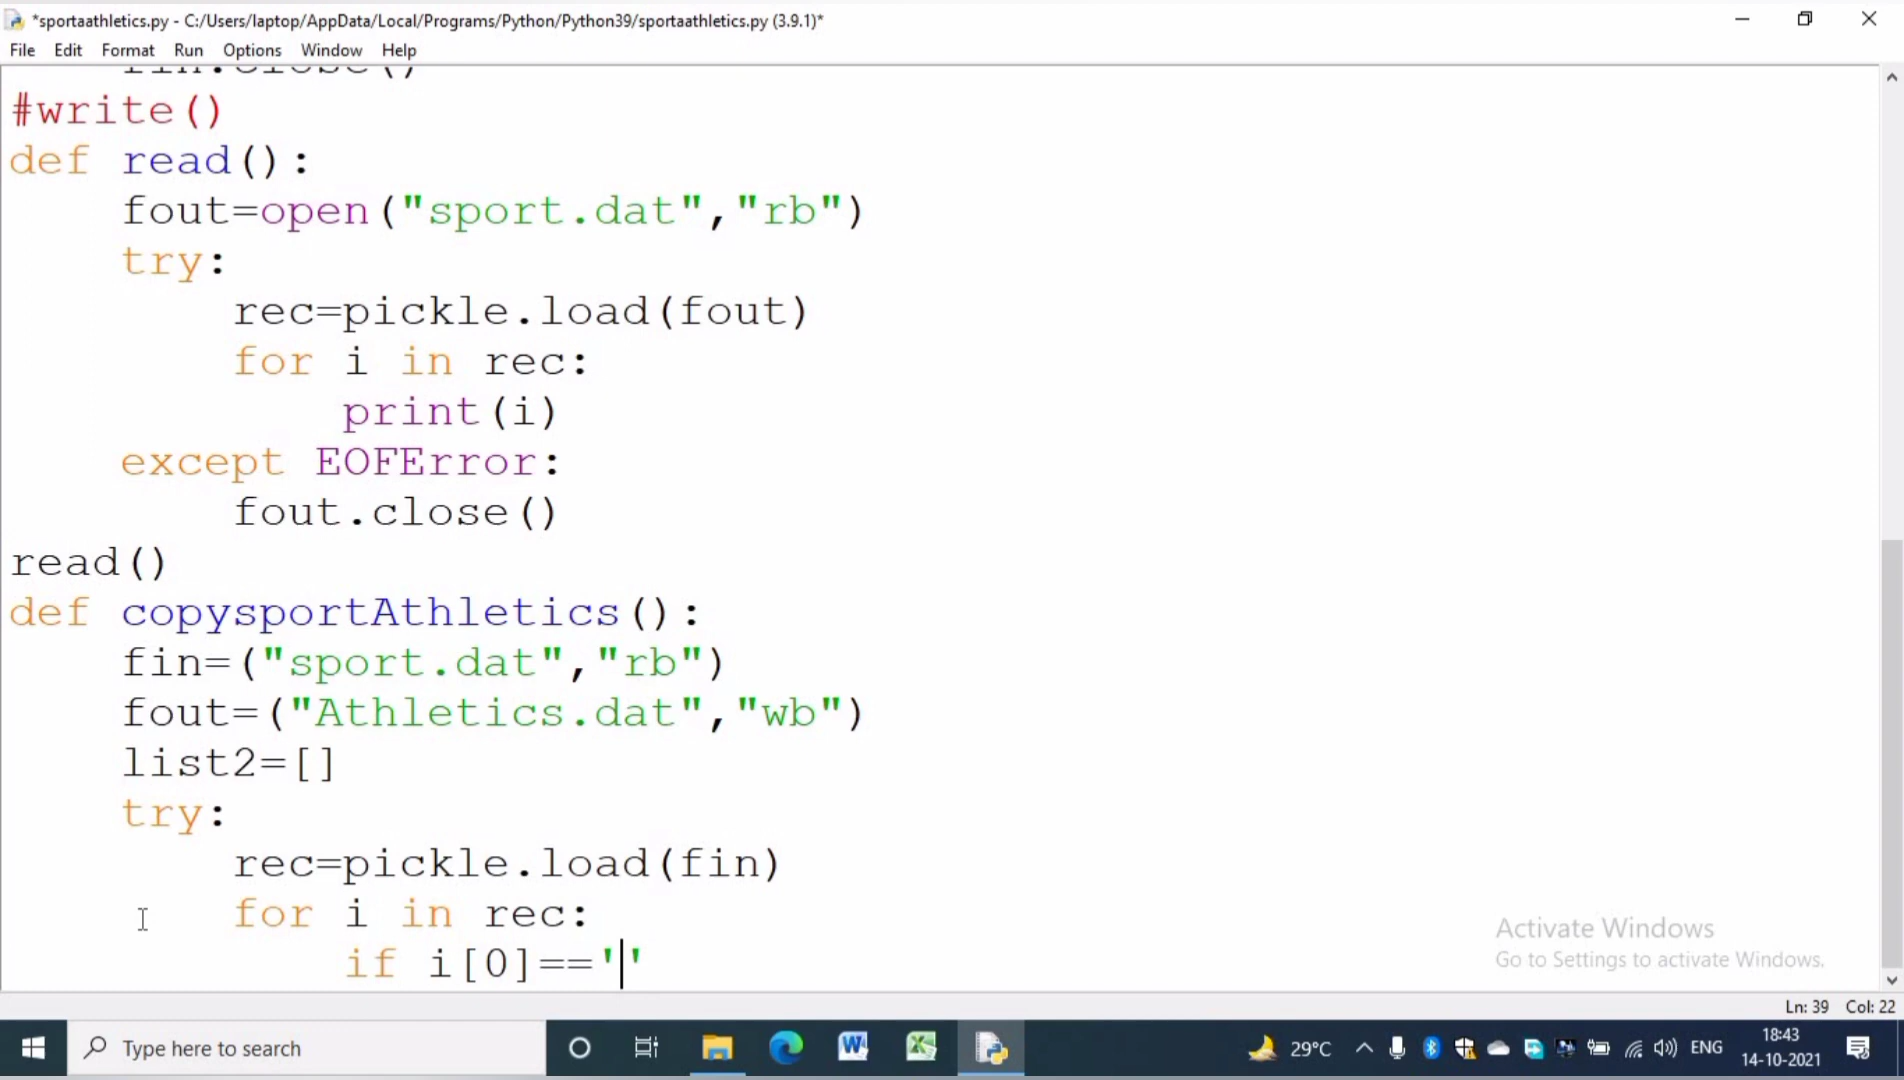 *sportaathletics.py - C:/Users/laptop/AppData/Local/Programs/Python/Python39/sportaathletics.py (3.9.1)*
File Edit Format Run Options Window Help
fin.close()
#write()
def read():
    fout=open("sport.dat","rb")
    try:
        rec=pickle.load(fout)
        for i in rec:
            print(i)
    except EOFError:
        fout.close()
read()
def copysportAthletics():
    fin=("sport.dat","rb")
    fout=("Athletics.dat","wb")
    list2=[]
    try:
        rec=pickle.load(fin)
        for i in rec:
            if i[0]==''
Activate Windows
Go to Settings to activate Windows.
Ln: 39 Col: 22
Type here to search
29°C
ENG
18:43
14-10-2021